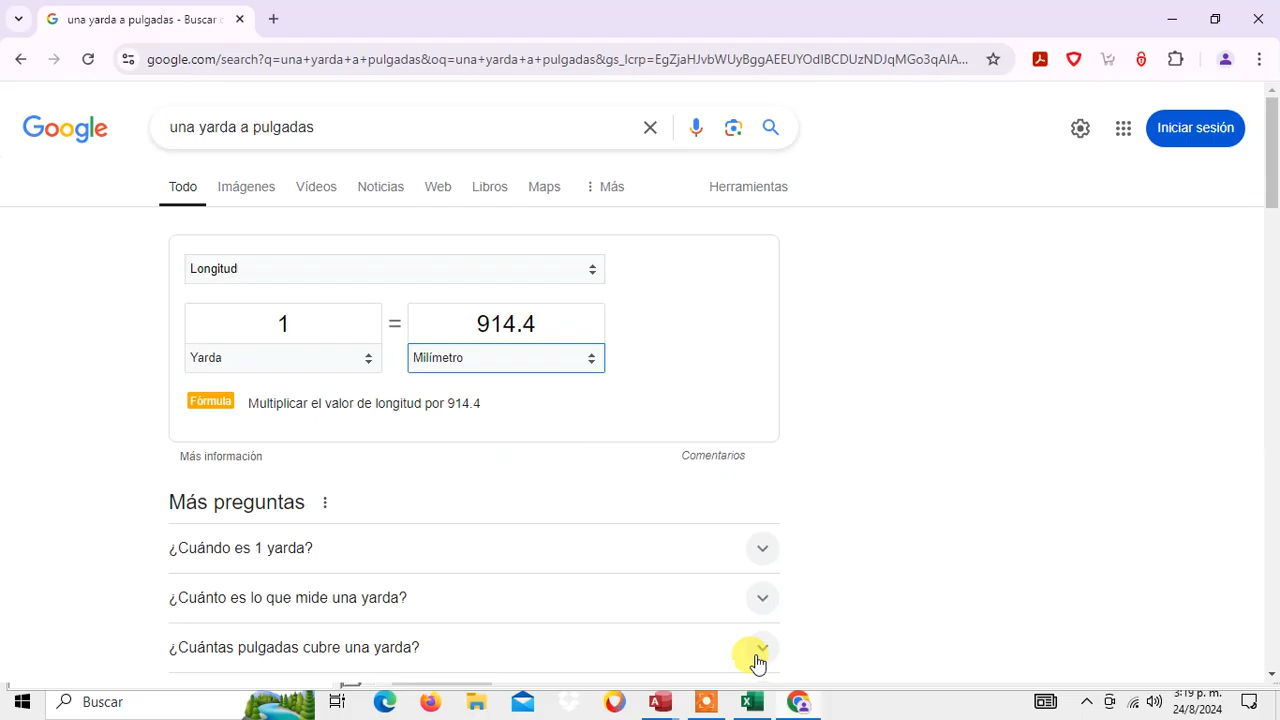 una yarda a pulgadas - Buscar
google.com/search?q=una+yarda+a+pulgadas&oq=una+yarda+a+pulgadas&gs_lcrp=EgZjaHJvbWUyBggAEEUYOdIBCDUzNDJqMGo3qAIA...
Google
una yarda a pulgadas
Iniciar sesión
Todo Imágenes Vídeos Noticias Web Libros Maps Más Herramientas
Longitud
1 = 914.4
Yarda Milímetro
Fórmula Multiplicar el valor de longitud por 914.4
Más información Comentarios
Más preguntas
¿Cuándo es 1 yarda?
¿Cuánto es lo que mide una yarda?
¿Cuántas pulgadas cubre una yarda?
Buscar
3:19 p. m.
24/8/2024